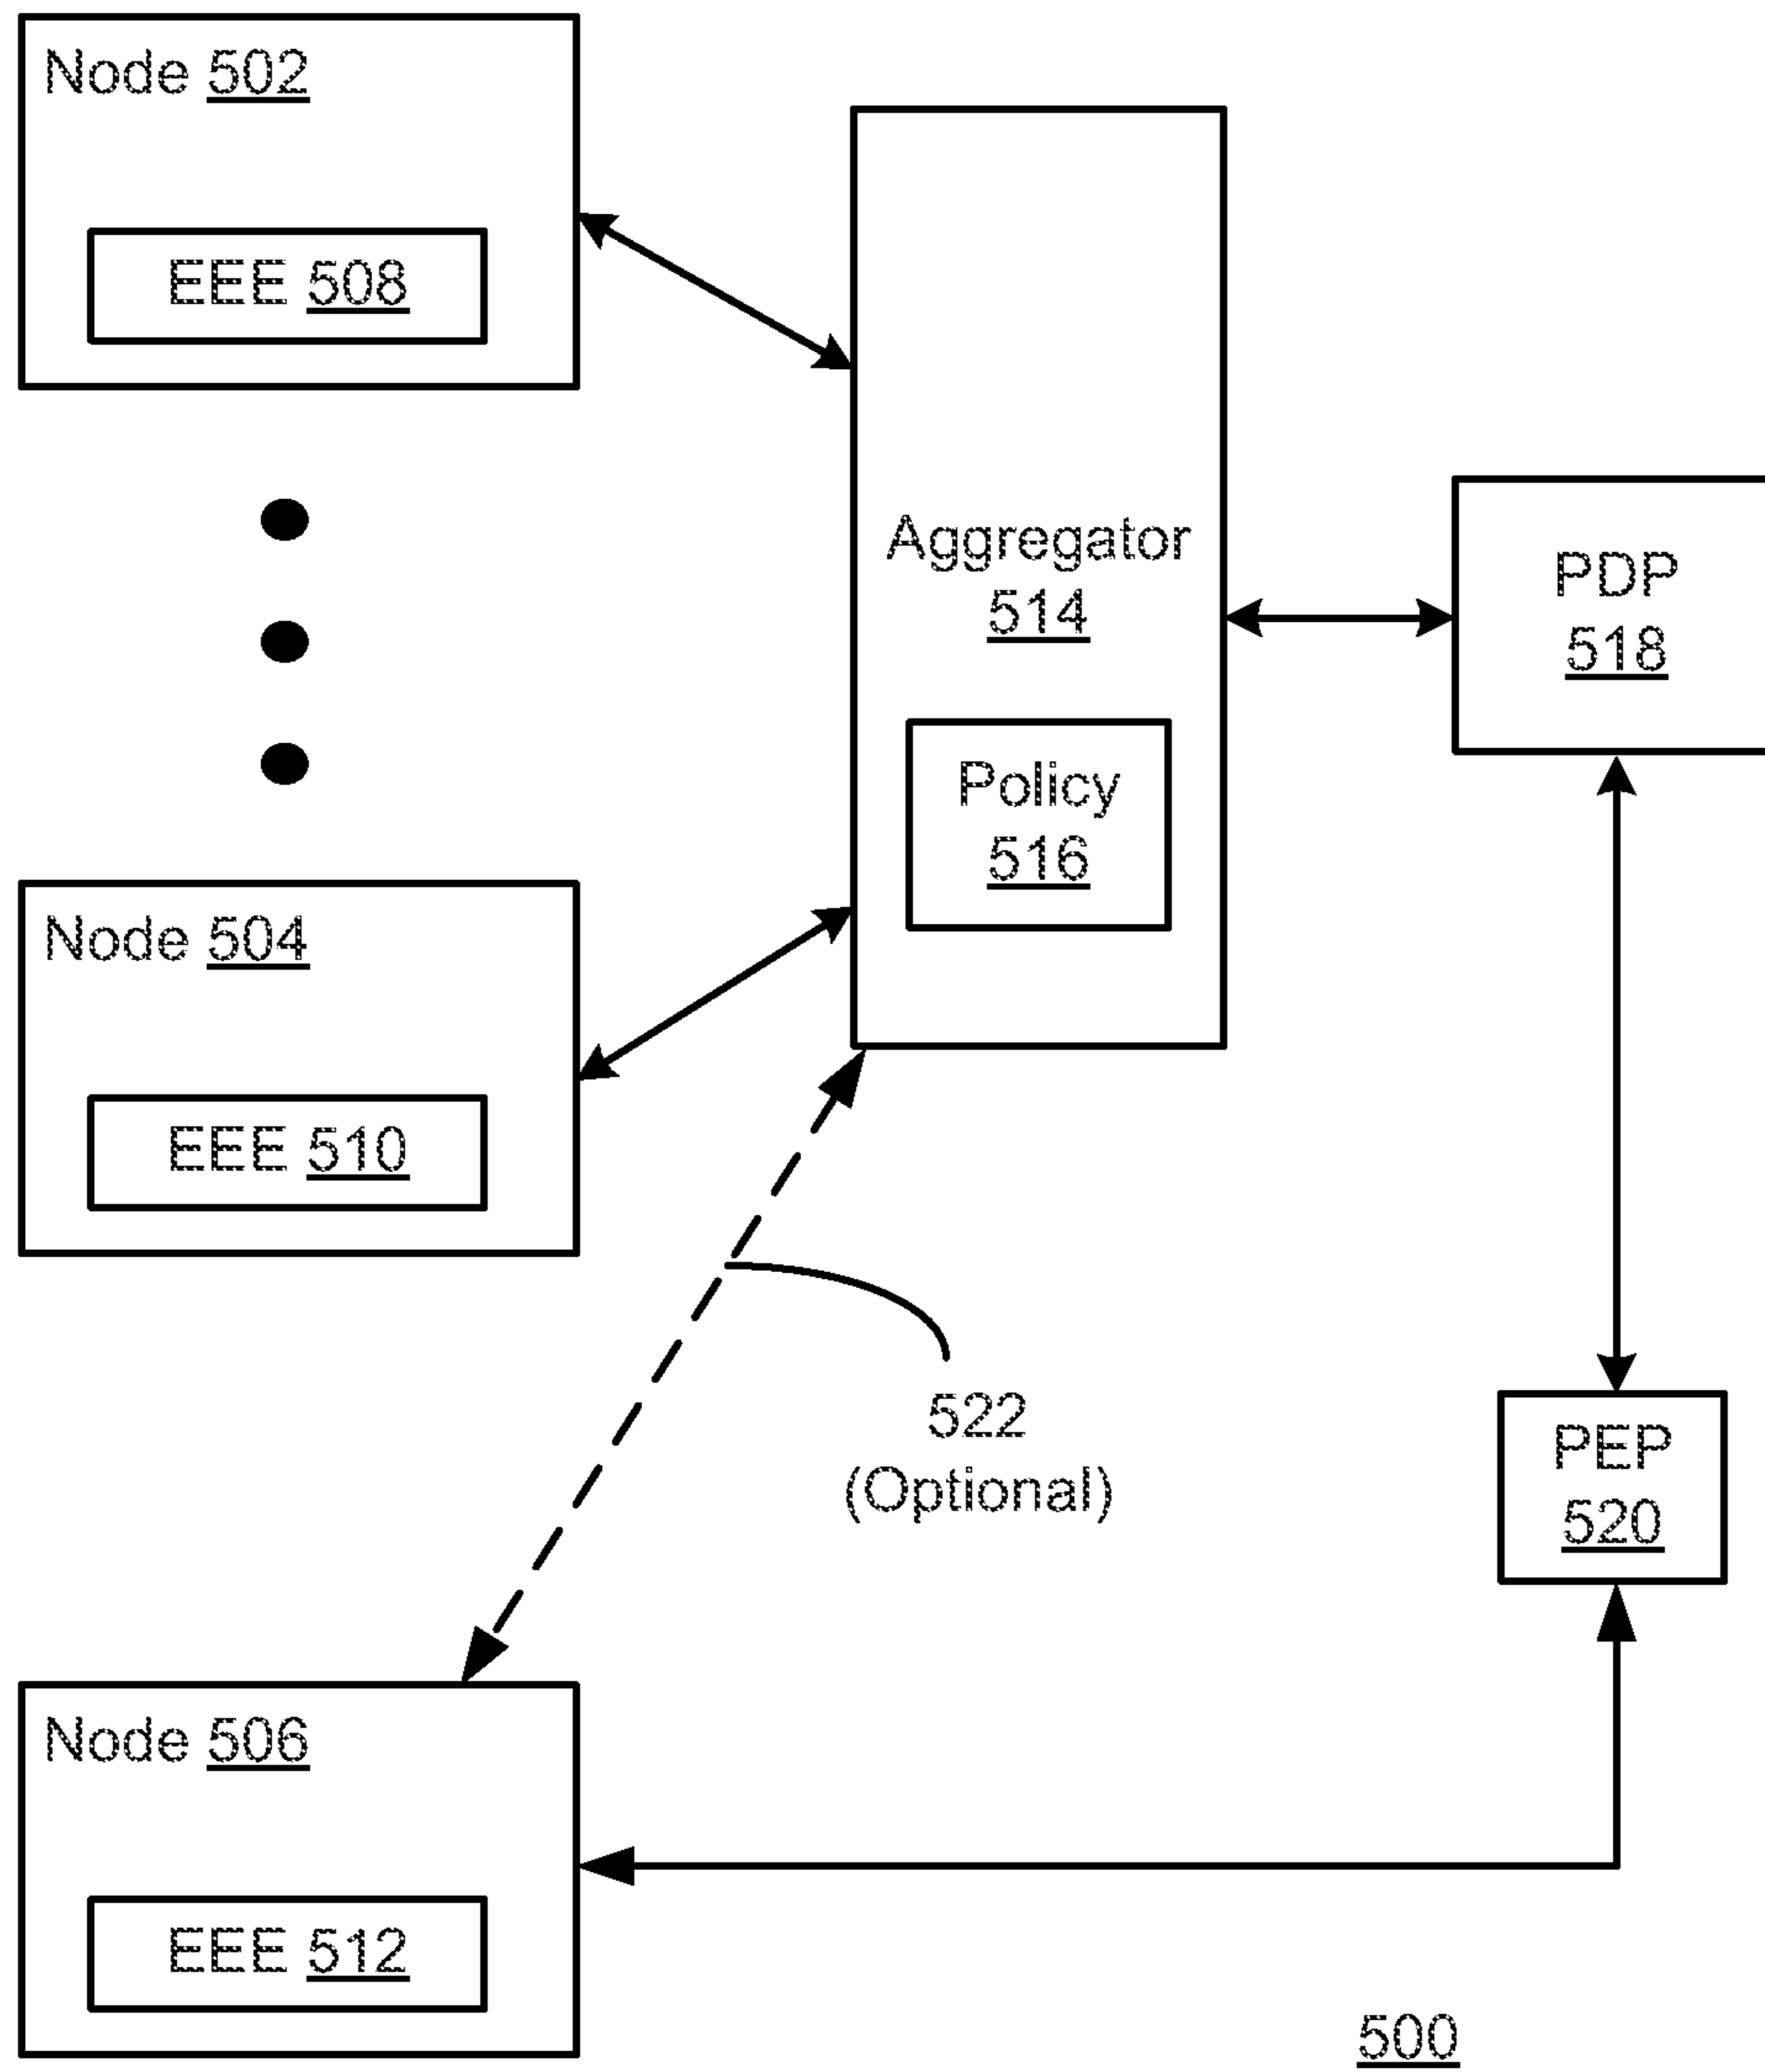 Node 502
EEE 508
Aggregator
514
Policy
516
PDP
518
Node 504
EEE 510
522
(Optional)
PEP
520
Node 506
EEE 512
500